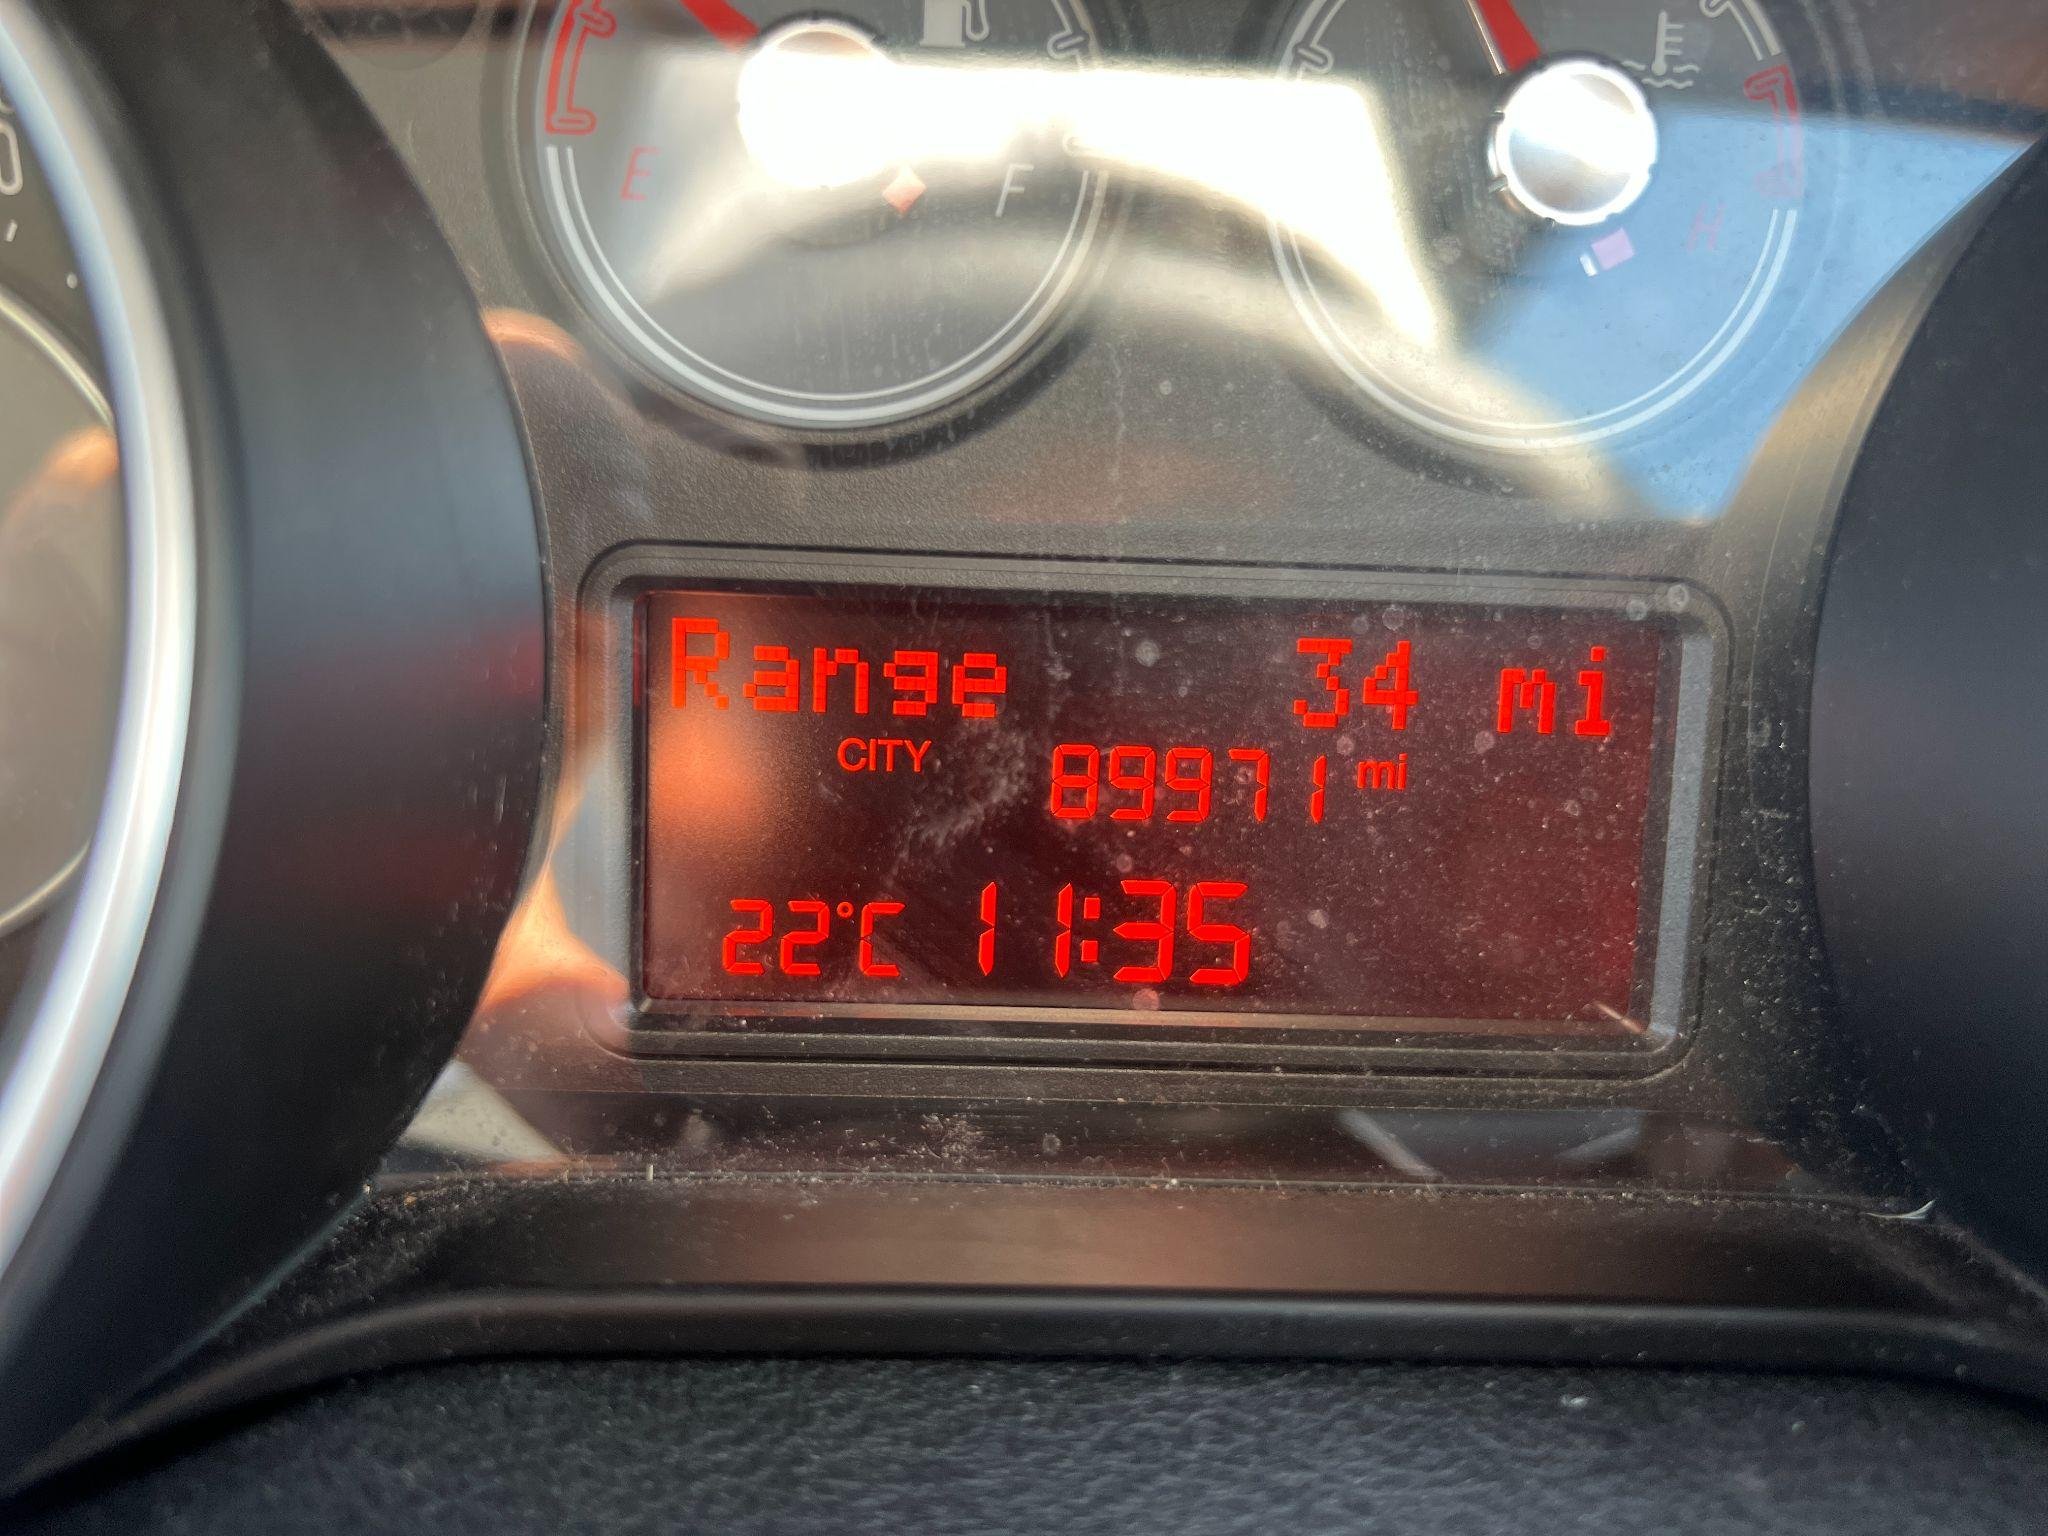 E F
H
Range 34 mi
CITY 89971 mi
22°C 11:35